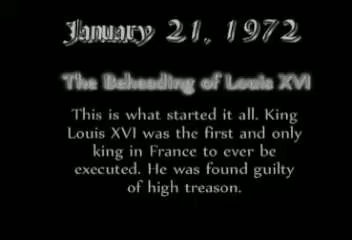 January 21, 1972
The Beheading of Louis XVI
This is what started it all. King
Louis XVI was the first and only
king in France to ever be
executed. He was found guilty
of high treason.